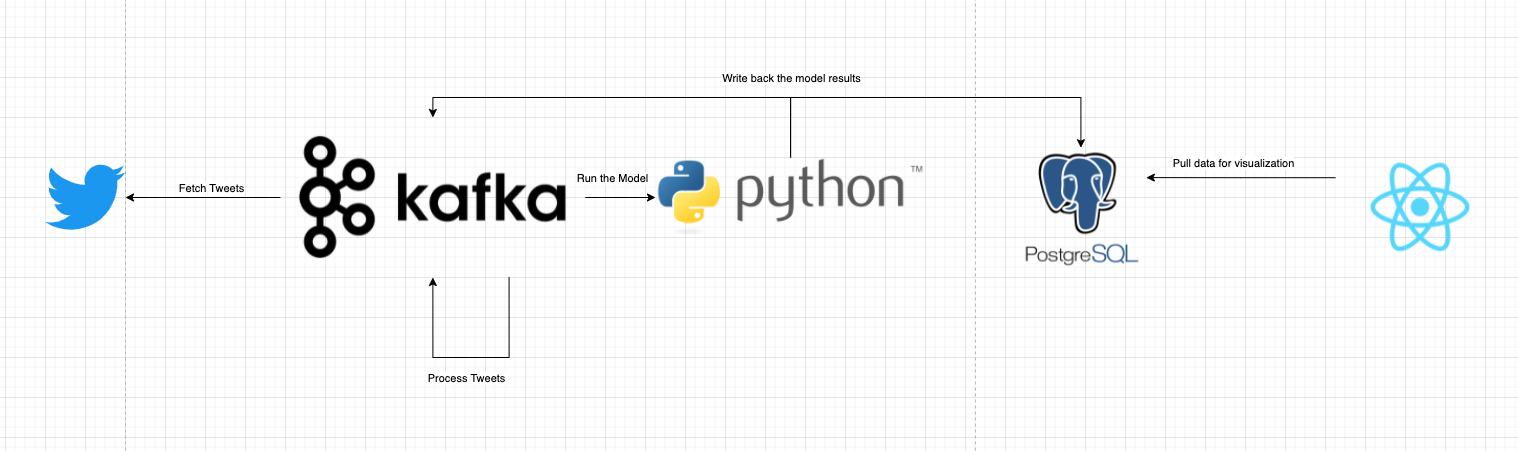 Write back the model results
Fetch Tweets
kafka
Run the Model
python™
Pull data for visualization
PostgreSQL
Process Tweets